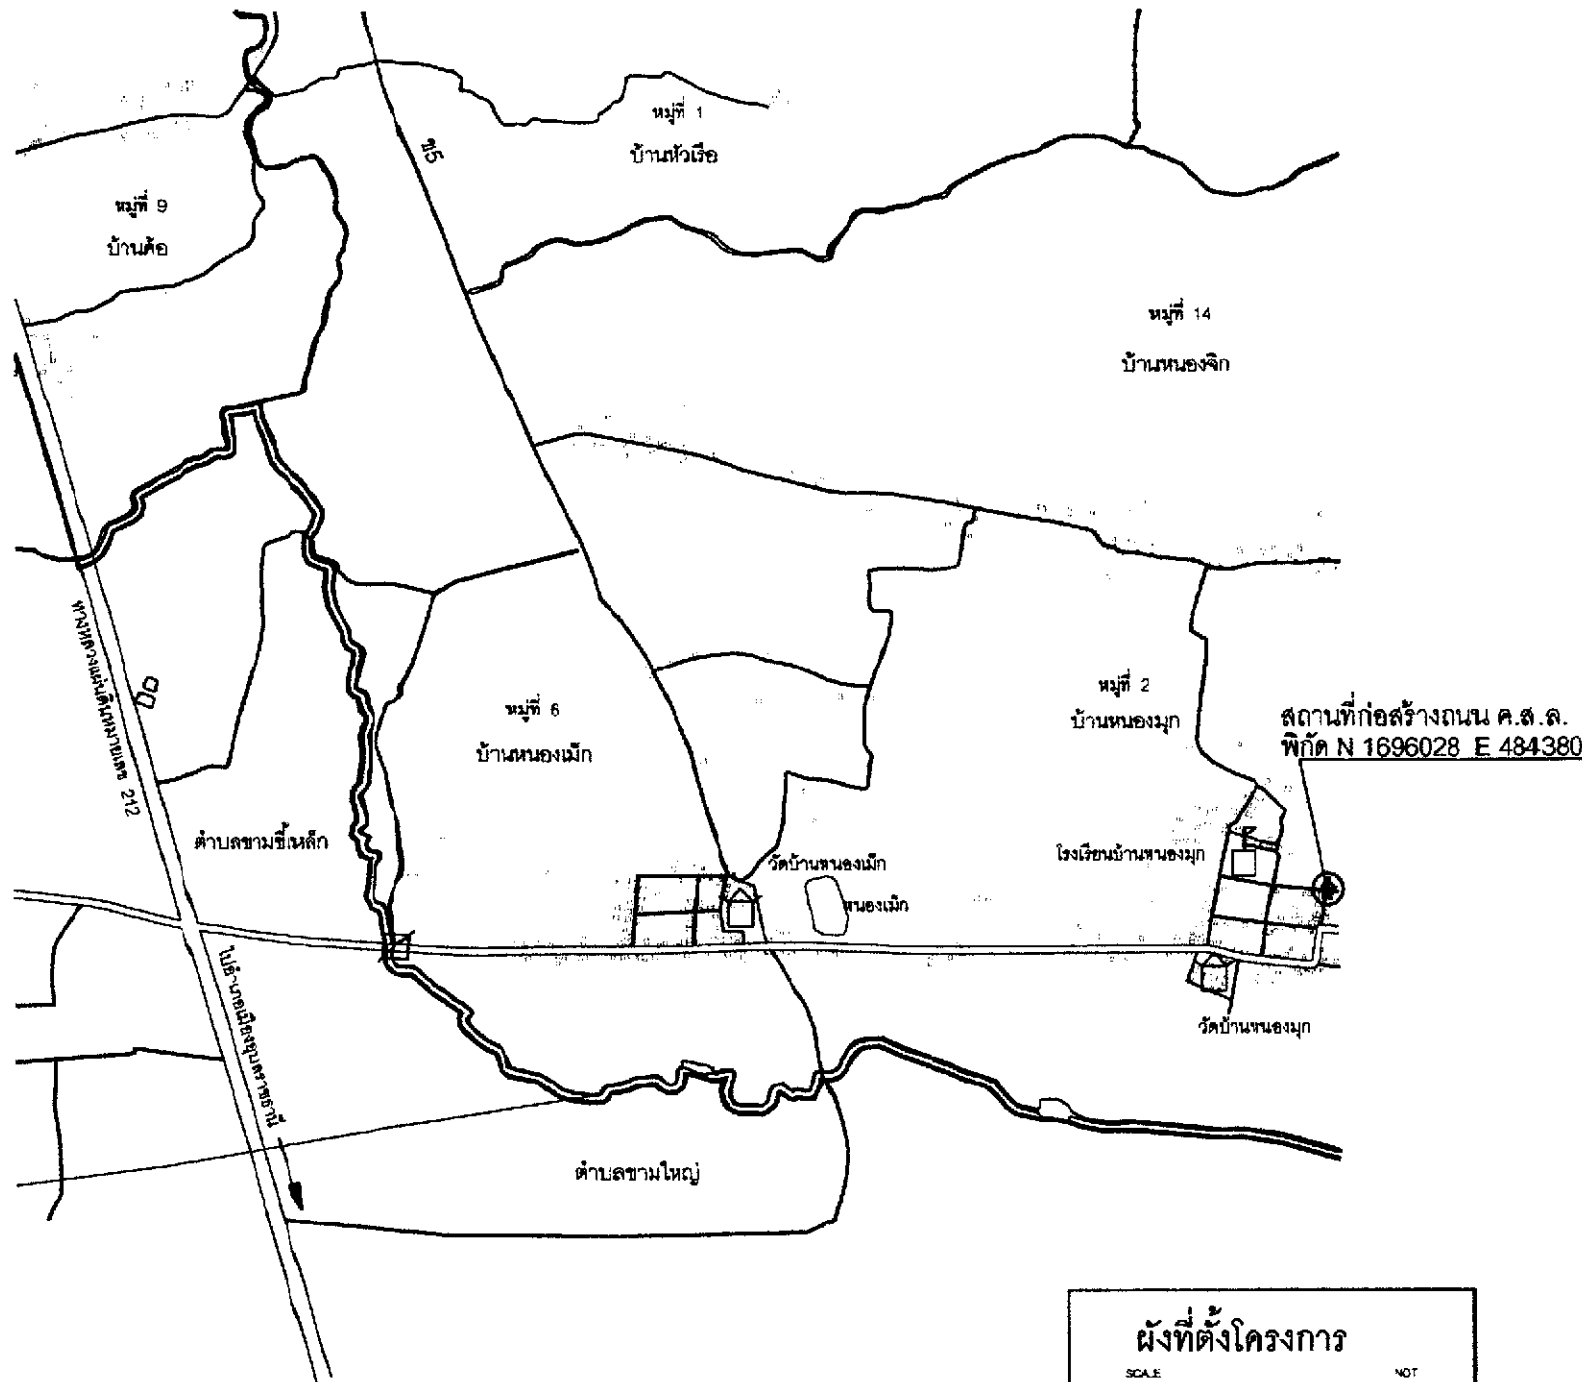 หมู่ที่ 1
บ้านหัวเรือ
ข5
หมู่ที่ 9
บ้านค้อ
หมู่ที่ 14
บ้านหนองจิก
ทางหลวงแผ่นดินหมายเลข 212
หมู่ที่ 6
บ้านหนองเม็ก
หมู่ที่ 2
บ้านหนองมุก
สถานที่ก่อสร้างถนน ค.ส.ล.
พิกัด N 1696028 E 484380
ตำบลขามขี้เหล็ก
วัดบ้านหนองเม็ก
หนองเม็ก
โรงเรียนบ้านหนองมุก
ไปอำเภอเมืองอุบลราชธานี
วัดบ้านหนองมุก
ตำบลขามใหญ่
ผังที่ตั้งโครงการ
SCALE NOT